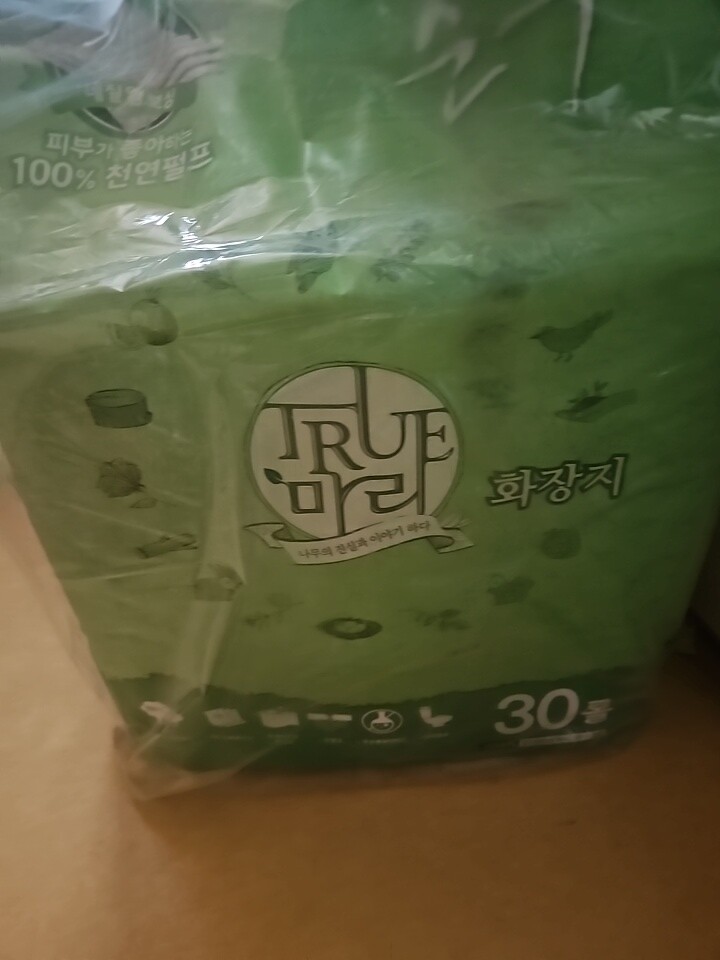 피부가 좋아하는
100% 천연펄프
TRUE
마리
나무의 진실과 이야기 하다
화장지
30롤